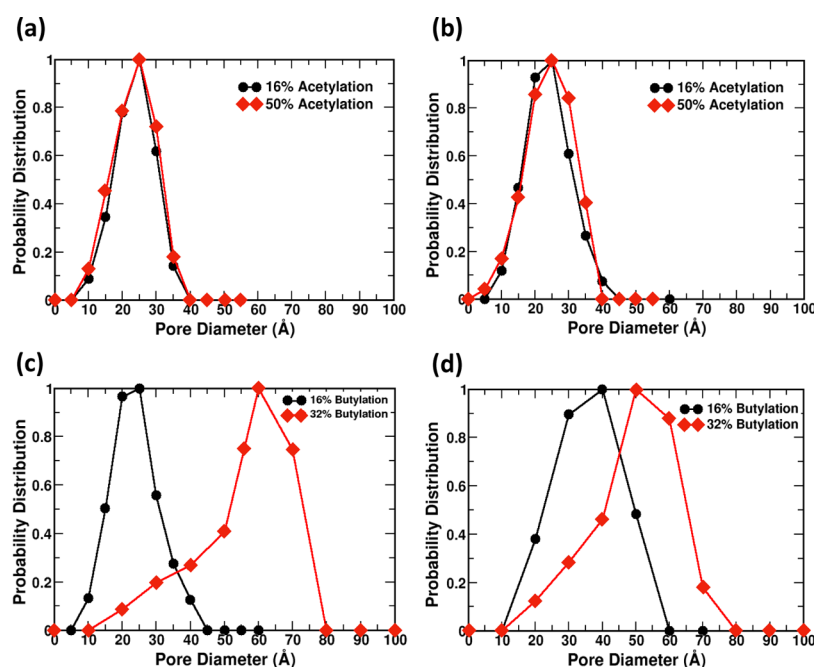 (a)
16% Acetylation
50% Acetylation
Probability Distribution
1
0.8
0.6
0.4
0.2
0
0 10 20 30 40 50 60 70 80 90 100
Pore Diameter (Å)
(b)
16% Acetylation
50% Acetylation
Probability Distribution
1
0.8
0.6
0.4
0.2
0
0 10 20 30 40 50 60 70 80 90 100
Pore Diameter (Å)
(c)
16% Butylation
32% Butylation
Probability Distribution
1
0.8
0.6
0.4
0.2
0
0 10 20 30 40 50 60 70 80 90 100
Pore Diameter (Å)
(d)
16% Butylation
32% Butylation
Probability Distribution
1
0.8
0.6
0.4
0.2
0
0 10 20 30 40 50 60 70 80 90 100
Pore Diameter (Å)